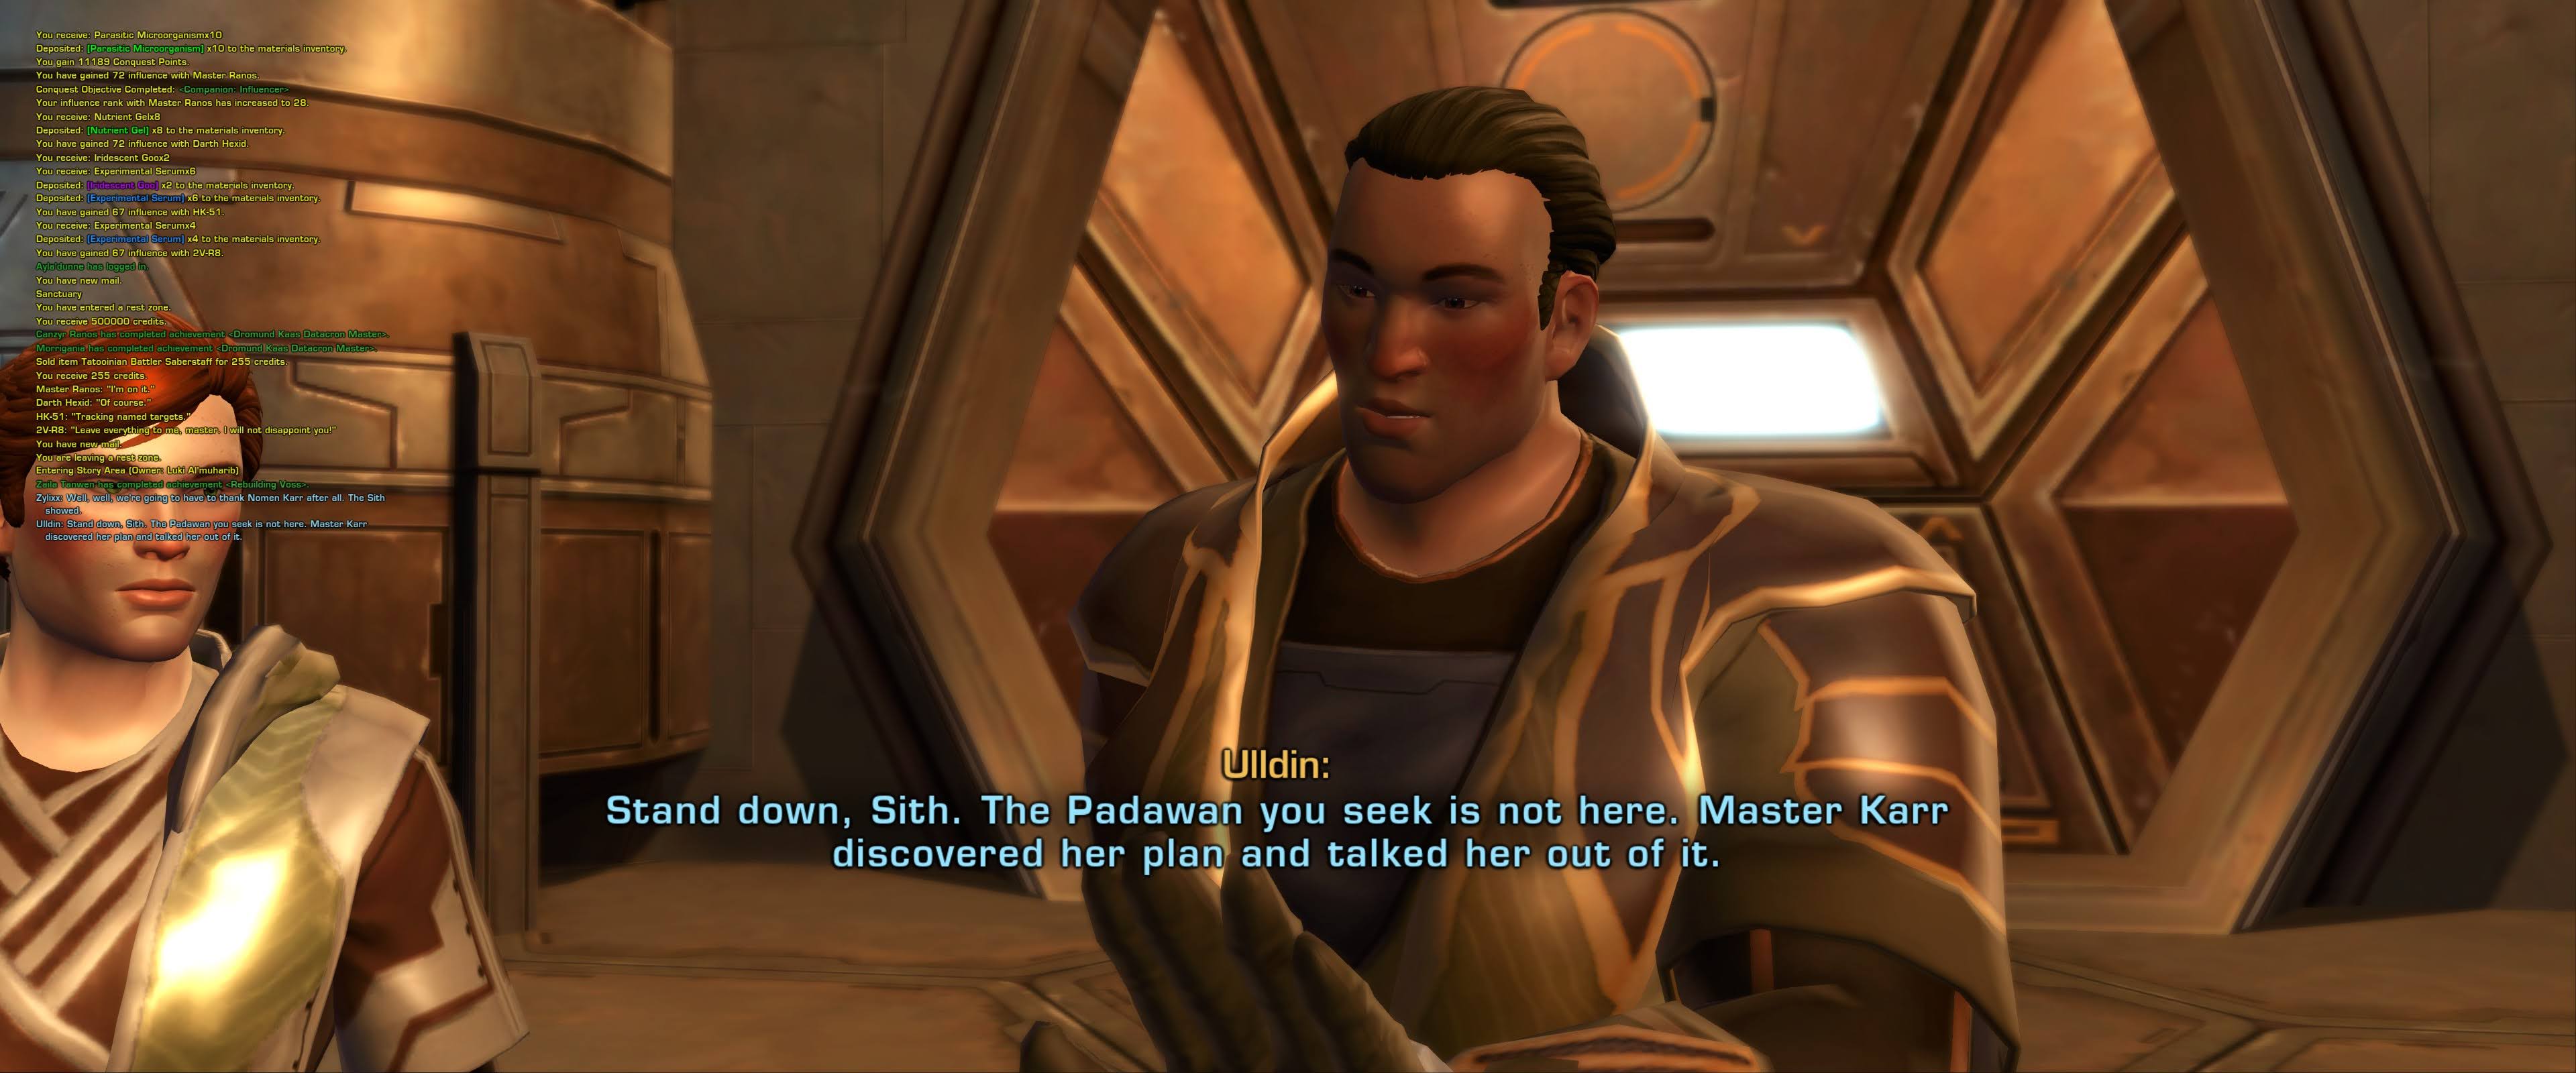 You receive: Parasitic Microorganismx10
Deposited: [Parasitic Microorganism] x10 to the materials inventory.
You gain 11189 Conquest Points.
You have gained 72 influence with Master Ranos.
Conquest Objective Completed: <Companion: Influencer>
Your influence rank with Master Ranos has increased to 28.
You receive: Nutrient Gelx8
Deposited: [Nutrient Gel] x8 to the materials inventory.
You have gained 72 influence with Darth Hexid.
You receive: Iridescent Goox2
You receive: Experimental Serumx6
Deposited: [Iridescent Goo] x2 to the materials inventory.
Deposited: [Experimental Serum] x6 to the materials inventory.
You have gained 67 influence with HK-51.
You receive: Experimental Serumx4
Deposited: [Experimental Serum] x4 to the materials inventory.
You have gained 67 influence with 2V-R8.
Ayla'dunne has logged in.
You have new mail.
Sanctuary
You have entered a rest zone.
You receive 500000 credits.
Canzyr Ranos has completed achievement <Dromund Kaas Datacron Master>.
Morrigania has completed achievement <Dromund Kaas Datacron Master>.
Sold item Tatooinian Battler Saberstaff for 255 credits.
You receive 255 credits.
Master Ranos: "I'm on it."
Darth Hexid: "Of course."
HK-51: "Tracking named targets."
2V-R8: "Leave everything to me, master. I will not disappoint you!"
You have new mail.
You are leaving a rest zone.
Entering Story Area (Owner: Luki Al'muharib)
Zaila Tanwen has completed achievement <Rebuilding Voss>.
Zylixx: Well, well, we're going to have to thank Nomen Karr after all. The Sith
showed.
Ulldin: Stand down, Sith. The Padawan you seek is not here. Master Karr
discovered her plan and talked her out of it.
Ulldin:
Stand down, Sith. The Padawan you seek is not here. Master Karr
discovered her plan and talked her out of it.